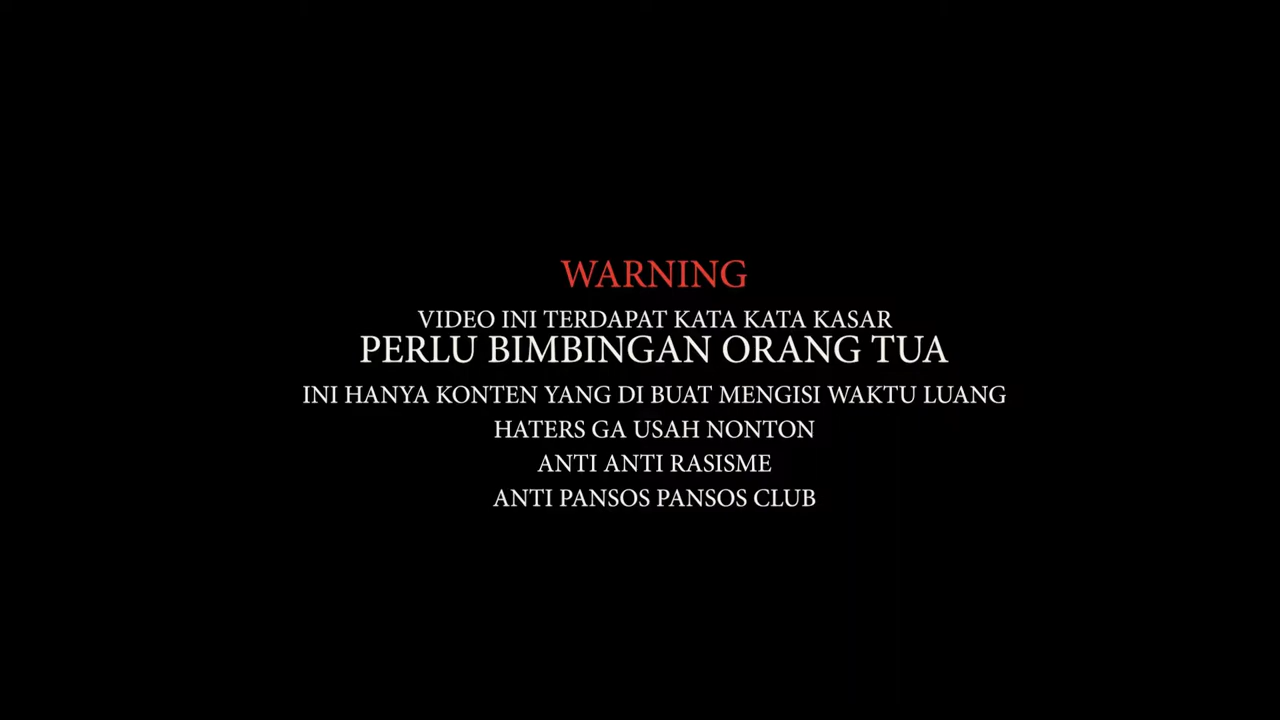 WARNING
VIDEO INI TERDAPAT KATA KATA KASAR
PERLU BIMBINGAN ORANG TUA
INI HANYA KONTEN YANG DI BUAT MENGISI WAKTU LUANG
HATERS GA USAH NONTON
ANTI ANTI RASISME
ANTI PANSOS PANSOS CLUB